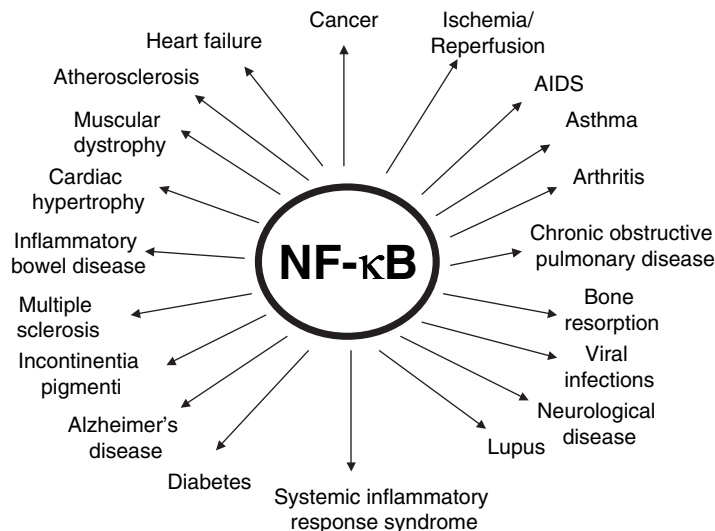 Cancer
Ischemia/
Reperfusion
AIDS
Asthma
Arthritis
Chronic obstructive
pulmonary disease
Bone
resorption
Viral
infections
Neurological
disease
Lupus
Systemic inflammatory
response syndrome
Diabetes
Alzheimer's
disease
Incontinentia
pigmenti
Multiple
sclerosis
Inflammatory
bowel disease
Cardiac
hypertrophy
Muscular
dystrophy
Atherosclerosis
Heart failure
NF-κB